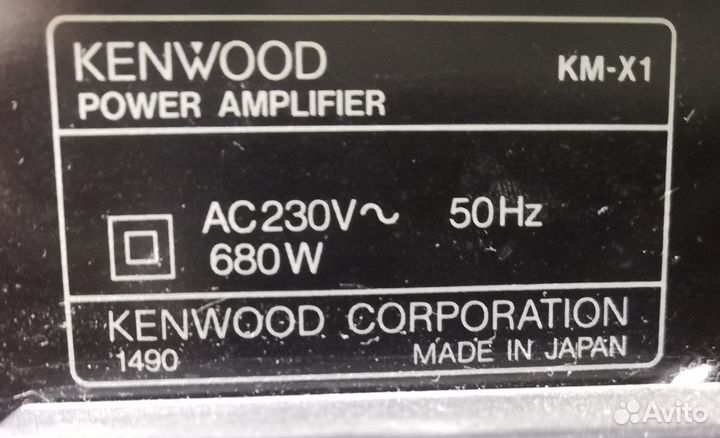 KENWOOD KM-X1
POWER AMPLIFIER
AC230V~ 50Hz
680W
KENWOOD CORPORATION
1490 MADE IN JAPAN
Avito